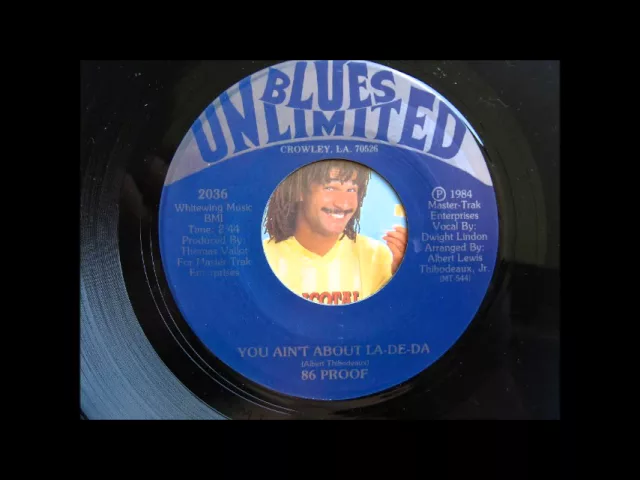 BLUES
UNLIMITED
CROWLEY, LA. 70526
2036
Whitewing Music
BMI
Time: 2:44
Produced By:
Thomas Vallot
For Master Trak
Enterprises
℗ 1984
Master-Trak
Enterprises
Vocal By:
Dwight Lindon
Arranged By:
Albert Lewis
Thibodeaux, Jr.
(MT-544)
YOU AIN'T ABOUT LA-DE-DA
(Albert Thibodeaux)
86 PROOF